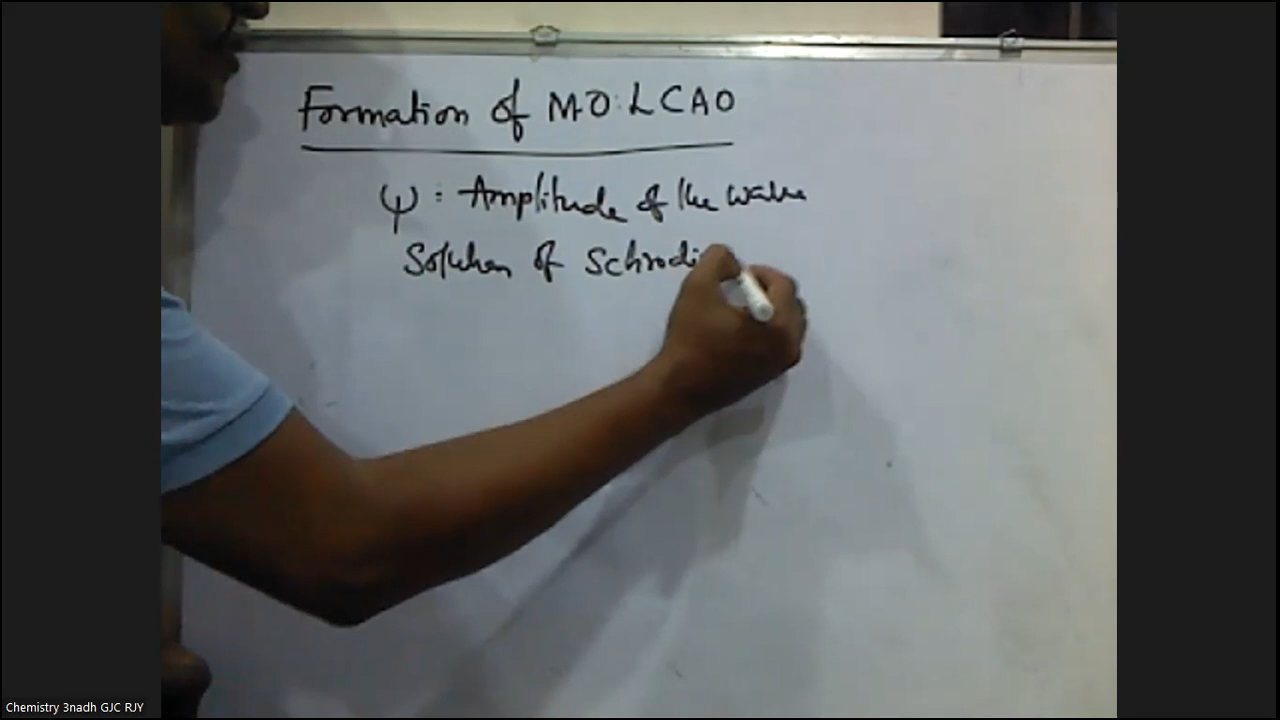 Formation of MO: LCAO
ψ: Amplitude of the wave
Solution of Schrodi
Chemistry 3nadh GJC RJY